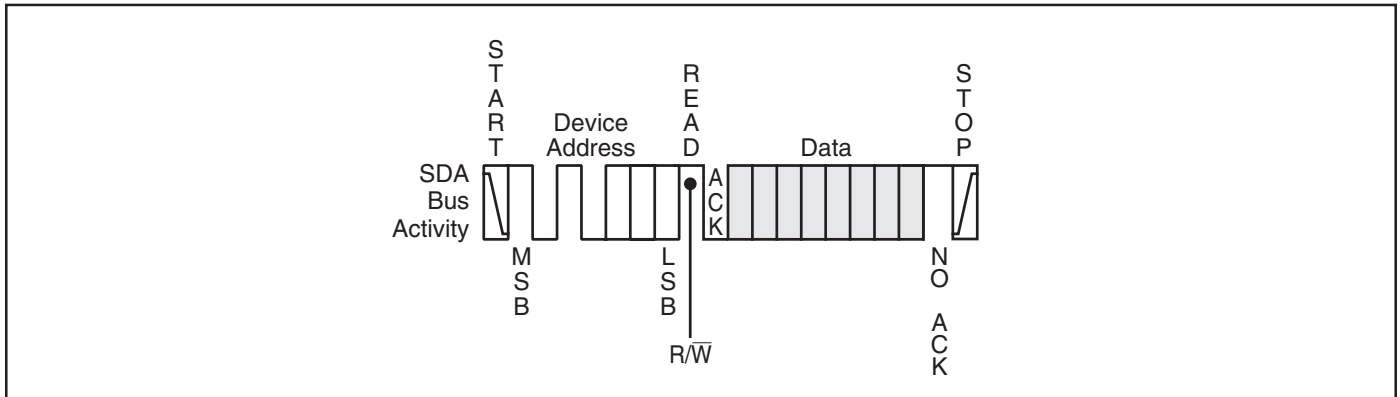 START
READ
STOP
Device
Address
Data
SDA
Bus
Activity
ACK
MSB
LSB
NO ACK
R/W̅